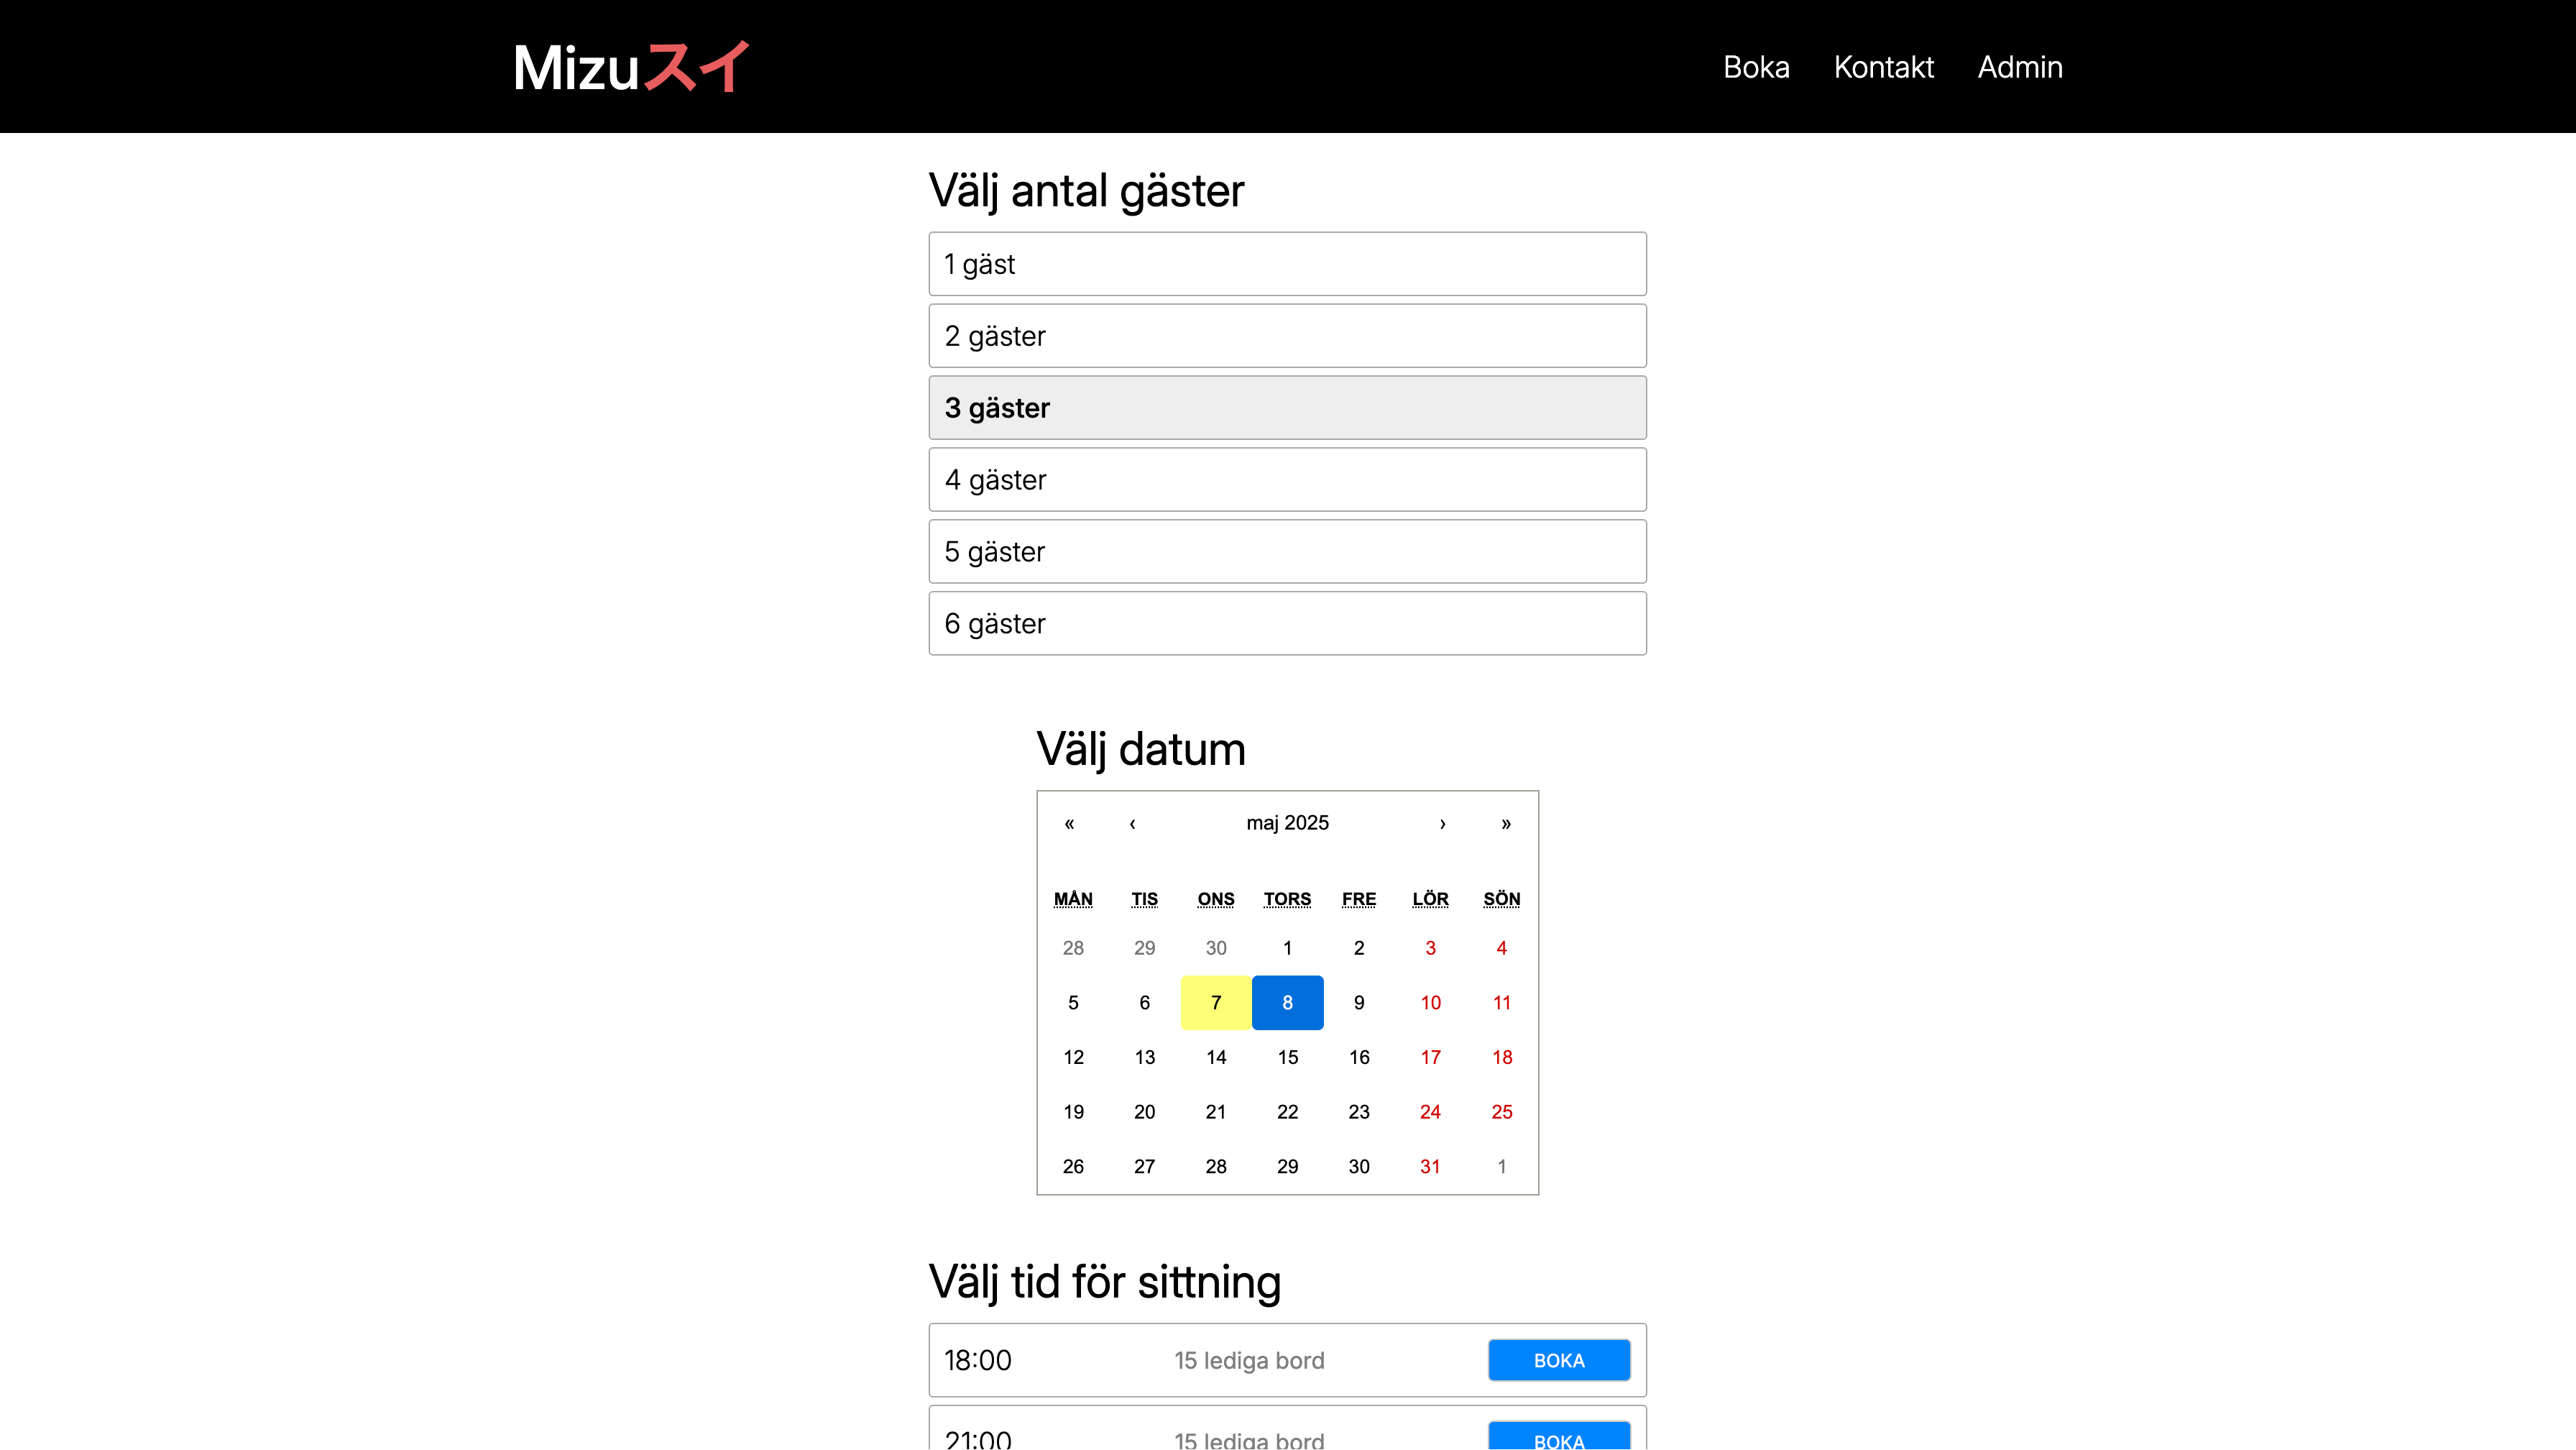 Mizuスイ
Boka Kontakt Admin
Välj antal gäster
1 gäst
2 gäster
3 gäster
4 gäster
5 gäster
6 gäster
Välj datum
« ‹ maj 2025 › »
MÅN TIS ONS TORS FRE LÖR SÖN
28 29 30 1 2 3 4
5 6 7 8 9 10 11
12 13 14 15 16 17 18
19 20 21 22 23 24 25
26 27 28 29 30 31 1
Välj tid för sittning
18:00 15 lediga bord BOKA
21:00 15 lediga bord BOKA